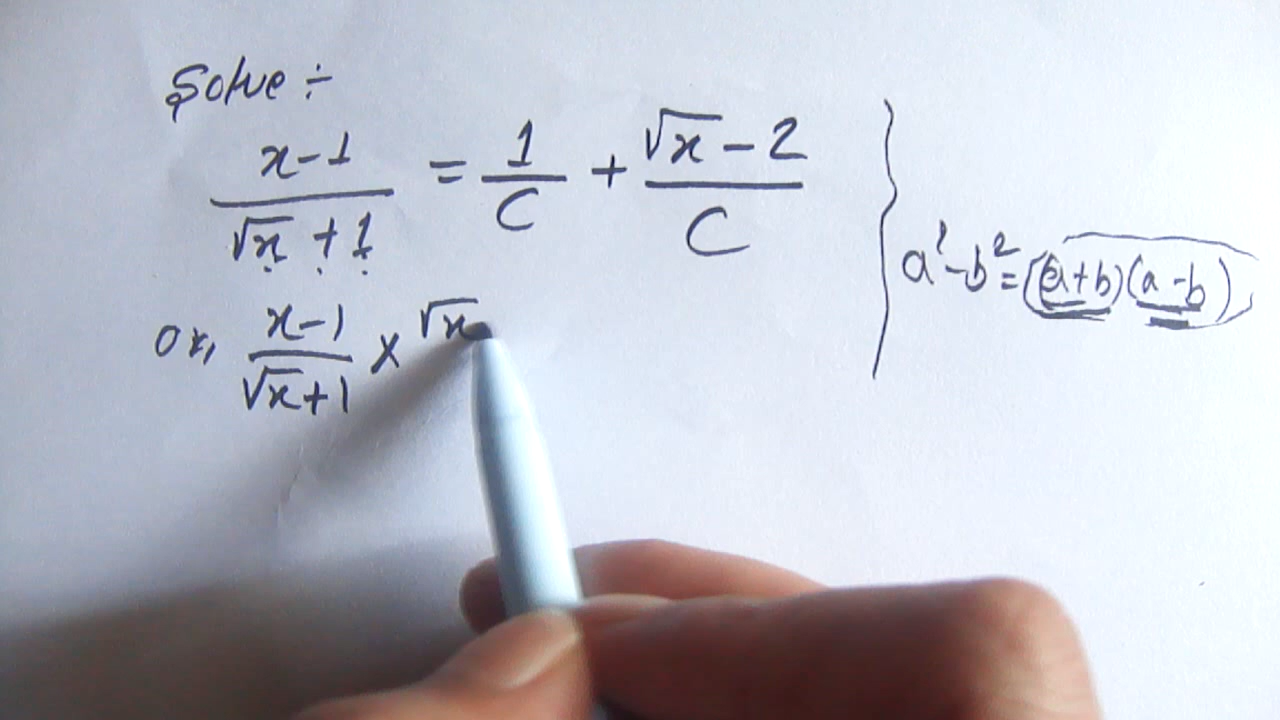 Solve ÷
x-1 / √x + 1 = 1 / C + √x - 2 / C
a² - b² = (a+b)(a-b)
Or, x-1 / √x+1 × √x